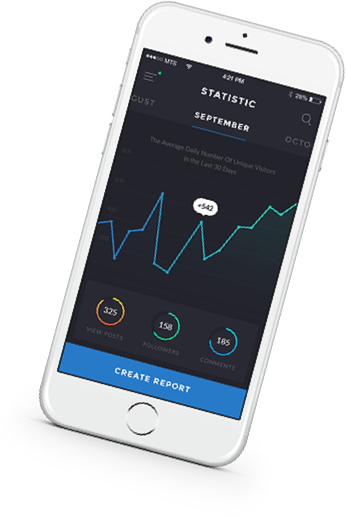 MTS
4:21 PM
28%
STATISTIC
GUST
SEPTEMBER
OCTO
The Average Daily Number Of Unique Visitors
in the Last 30 Days
+542
325
158
185
VIEW POSTS
FOLLOWERS
COMMENTS
CREATE REPORT